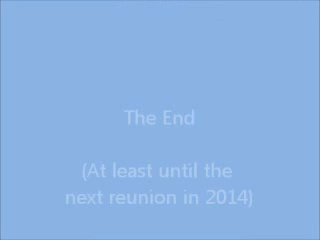 The End
(At least until the
next reunion in 2014)